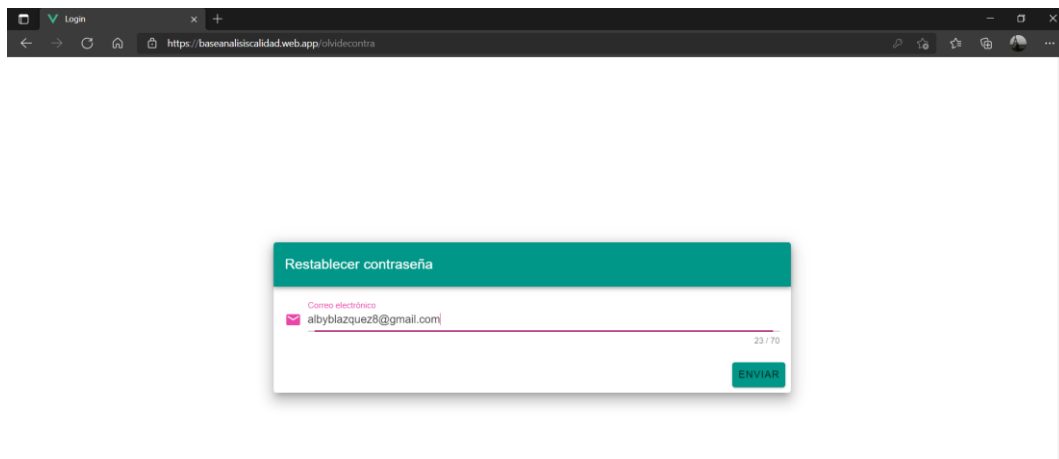 Login
https://baseanalisiscalidad.web.app/olvidecontra
Restablecer contraseña
Correo electrónico
albyblazquez8@gmail.com
23 / 70
ENVIAR